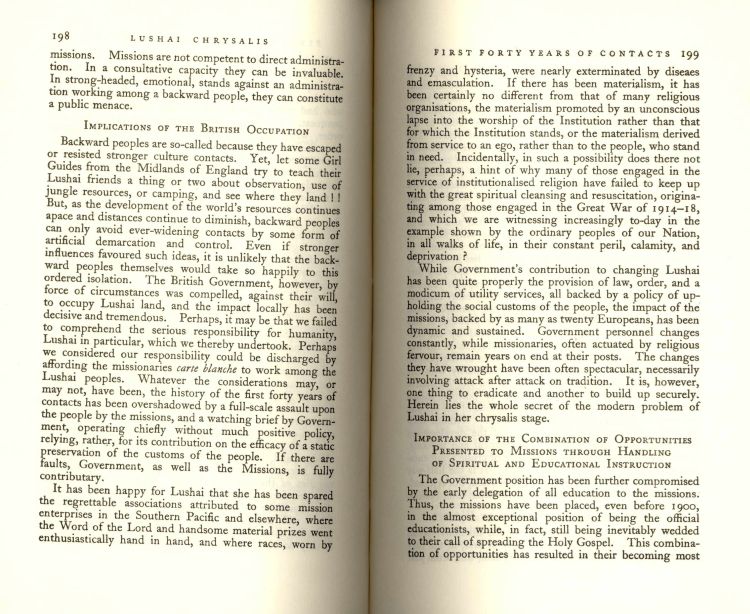 198 LUSHAI CHRYSALIS
missions. Missions are not competent to direct administra-
tion. In a consultative capacity they can be invaluable.
In strong-headed, emotional, stands against an administra-
tion working among a backward people, they can constitute
a public menace.
IMPLICATIONS OF THE BRITISH OCCUPATION
Backward peoples are so-called because they have escaped
or resisted stronger culture contacts. Yet, let some Girl
Guides from the Midlands of England try to teach their
Lushai friends a thing or two about observation, use of
jungle resources, or camping, and see where they land ! !
But, as the development of the world's resources continues
apace and distances continue to diminish, backward peoples
can only avoid ever-widening contacts by some form of
artificial demarcation and control. Even if stronger
influences favoured such ideas, it is unlikely that the back-
ward peoples themselves would take so happily to this
ordered isolation. The British Government, however, by
force of circumstances was compelled, against their will,
to occupy Lushai land, and the impact locally has been
decisive and tremendous. Perhaps, it may be that we failed
to comprehend the serious responsibility for humanity,
Lushai in particular, which we thereby undertook. Perhaps
we considered our responsibility could be discharged by
affording the missionaries carte blanche to work among the
Lushai peoples. Whatever the considerations may, or
may not, have been, the history of the first forty years of
contacts has been overshadowed by a full-scale assault upon
the people by the missions, and a watching brief by Govern-
ment, operating chiefly without much positive policy,
relying, rather, for its contribution on the efficacy of a static
preservation of the customs of the people. If there are
faults, Government, as well as the Missions, is fully
contributary.
It has been happy for Lushai that she has been spared
the regrettable associations attributed to some mission
enterprises in the Southern Pacific and elsewhere, where
the Word of the Lord and handsome material prizes went
enthusiastically hand in hand, and where races, worn by
FIRST FORTY YEARS OF CONTACTS 199
frenzy and hysteria, were nearly exterminated by diseaes
and emasculation. If there has been materialism, it has
been certainly no different from that of many religious
organisations, the materialism promoted by an unconscious
lapse into the worship of the Institution rather than that
for which the Institution stands, or the materialism derived
from service to an ego, rather than to the people, who stand
in need. Incidentally, in such a possibility does there not
lie, perhaps, a hint of why many of those engaged in the
service of institutionalised religion have failed to keep up
with the great spiritual cleansing and resuscitation, origina-
ting among those engaged in the Great War of 1914–18,
and which we are witnessing increasingly to-day in the
example shown by the ordinary peoples of our Nation,
in all walks of life, in their constant peril, calamity, and
deprivation ?
While Government's contribution to changing Lushai
has been quite properly the provision of law, order, and a
modicum of utility services, all backed by a policy of up-
holding the social customs of the people, the impact of the
missions, backed by as many as twenty Europeans, has been
dynamic and sustained. Government personnel changes
constantly, while missionaries, often actuated by religious
fervour, remain years on end at their posts. The changes
they have wrought have been often spectacular, necessarily
involving attack after attack on tradition. It is, however,
one thing to eradicate and another to build up securely.
Herein lies the whole secret of the modern problem of
Lushai in her chrysalis stage.
IMPORTANCE OF THE COMBINATION OF OPPORTUNITIES
PRESENTED TO MISSIONS THROUGH HANDLING
OF SPIRITUAL AND EDUCATIONAL INSTRUCTION
The Government position has been further compromised
by the early delegation of all education to the missions.
Thus, the missions have been placed, even before 1900,
in the almost exceptional position of being the official
educationists, while, in fact, still being inevitably wedded
to their call of spreading the Holy Gospel. This combina-
tion of opportunities has resulted in their becoming most